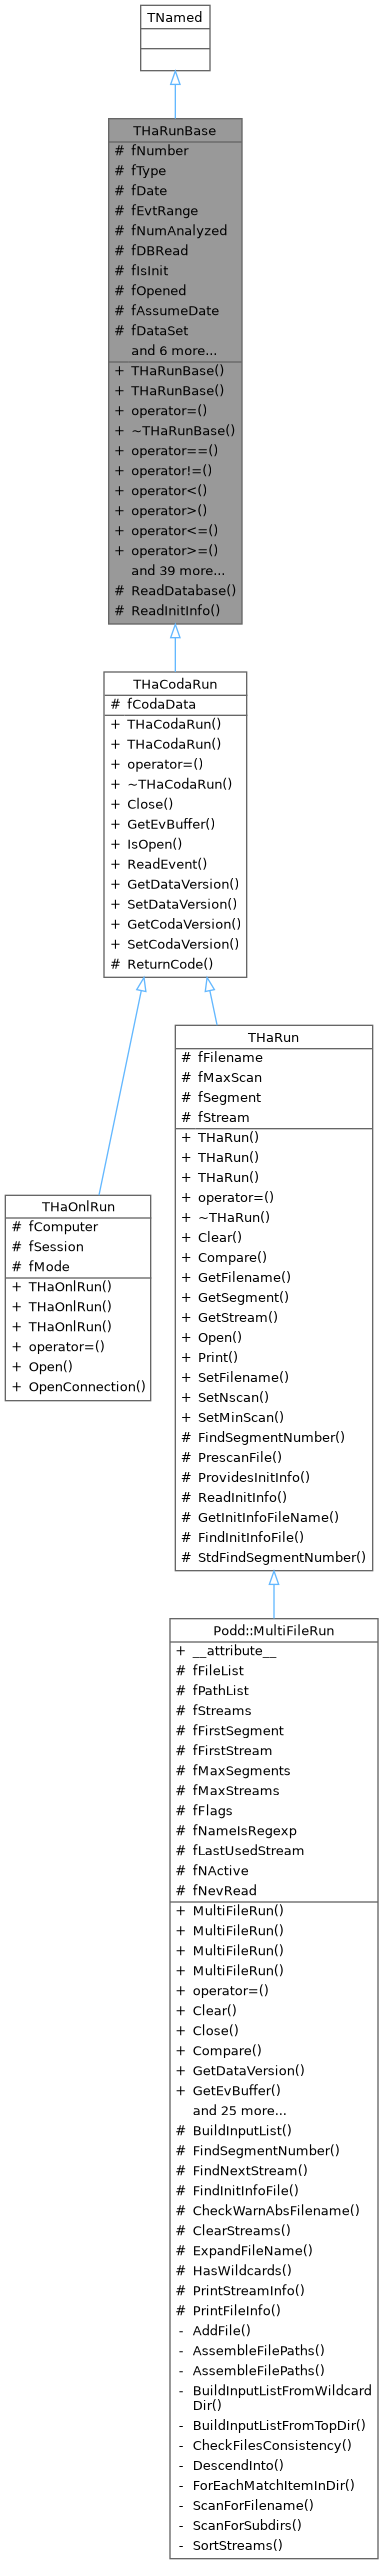 TNamed
THaRunBase
# fNumber
# fType
# fDate
# fEvtRange
# fNumAnalyzed
# fDBRead
# fIsInit
# fOpened
# fAssumeDate
# fDataSet
and 6 more...
+ THaRunBase()
+ THaRunBase()
+ operator=()
+ ~THaRunBase()
+ operator==()
+ operator!=()
+ operator<()
+ operator>()
+ operator<=()
+ operator>=()
and 39 more...
# ReadDatabase()
# ReadInitInfo()
THaCodaRun
# fCodaData
+ THaCodaRun()
+ THaCodaRun()
+ operator=()
+ ~THaCodaRun()
+ Close()
+ GetEvBuffer()
+ IsOpen()
+ ReadEvent()
+ GetDataVersion()
+ SetDataVersion()
+ GetCodaVersion()
+ SetCodaVersion()
# ReturnCode()
THaRun
# fFilename
# fMaxScan
# fSegment
# fStream
+ THaRun()
+ THaRun()
+ THaRun()
+ operator=()
+ ~THaRun()
+ Clear()
+ Compare()
+ GetFilename()
+ GetSegment()
+ GetStream()
+ Open()
+ Print()
+ SetFilename()
+ SetNscan()
+ SetMinScan()
# FindSegmentNumber()
# PrescanFile()
# ProvidesInitInfo()
# ReadInitInfo()
# GetInitInfoFileName()
# FindInitInfoFile()
# StdFindSegmentNumber()
THaOnlRun
# fComputer
# fSession
# fMode
+ THaOnlRun()
+ THaOnlRun()
+ THaOnlRun()
+ operator=()
+ Open()
+ OpenConnection()
Podd::MultiFileRun
+ __attribute__
# fFileList
# fPathList
# fStreams
# fFirstSegment
# fFirstStream
# fMaxSegments
# fMaxStreams
# fFlags
# fNameIsRegexp
# fLastUsedStream
# fNActive
# fNevRead
+ MultiFileRun()
+ MultiFileRun()
+ MultiFileRun()
+ MultiFileRun()
+ operator=()
+ Clear()
+ Close()
+ Compare()
+ GetDataVersion()
+ GetEvBuffer()
and 25 more...
# BuildInputList()
# FindSegmentNumber()
# FindNextStream()
# FindInitInfoFile()
# CheckWarnAbsFilename()
# ClearStreams()
# ExpandFileName()
# HasWildcards()
# PrintStreamInfo()
# PrintFileInfo()
- AddFile()
- AssembleFilePaths()
- AssembleFilePaths()
- BuildInputListFromWildcard
Dir()
- BuildInputListFromTopDir()
- CheckFilesConsistency()
- DescendInto()
- ForEachMatchItemInDir()
- ScanForFilename()
- ScanForSubdirs()
- SortStreams()